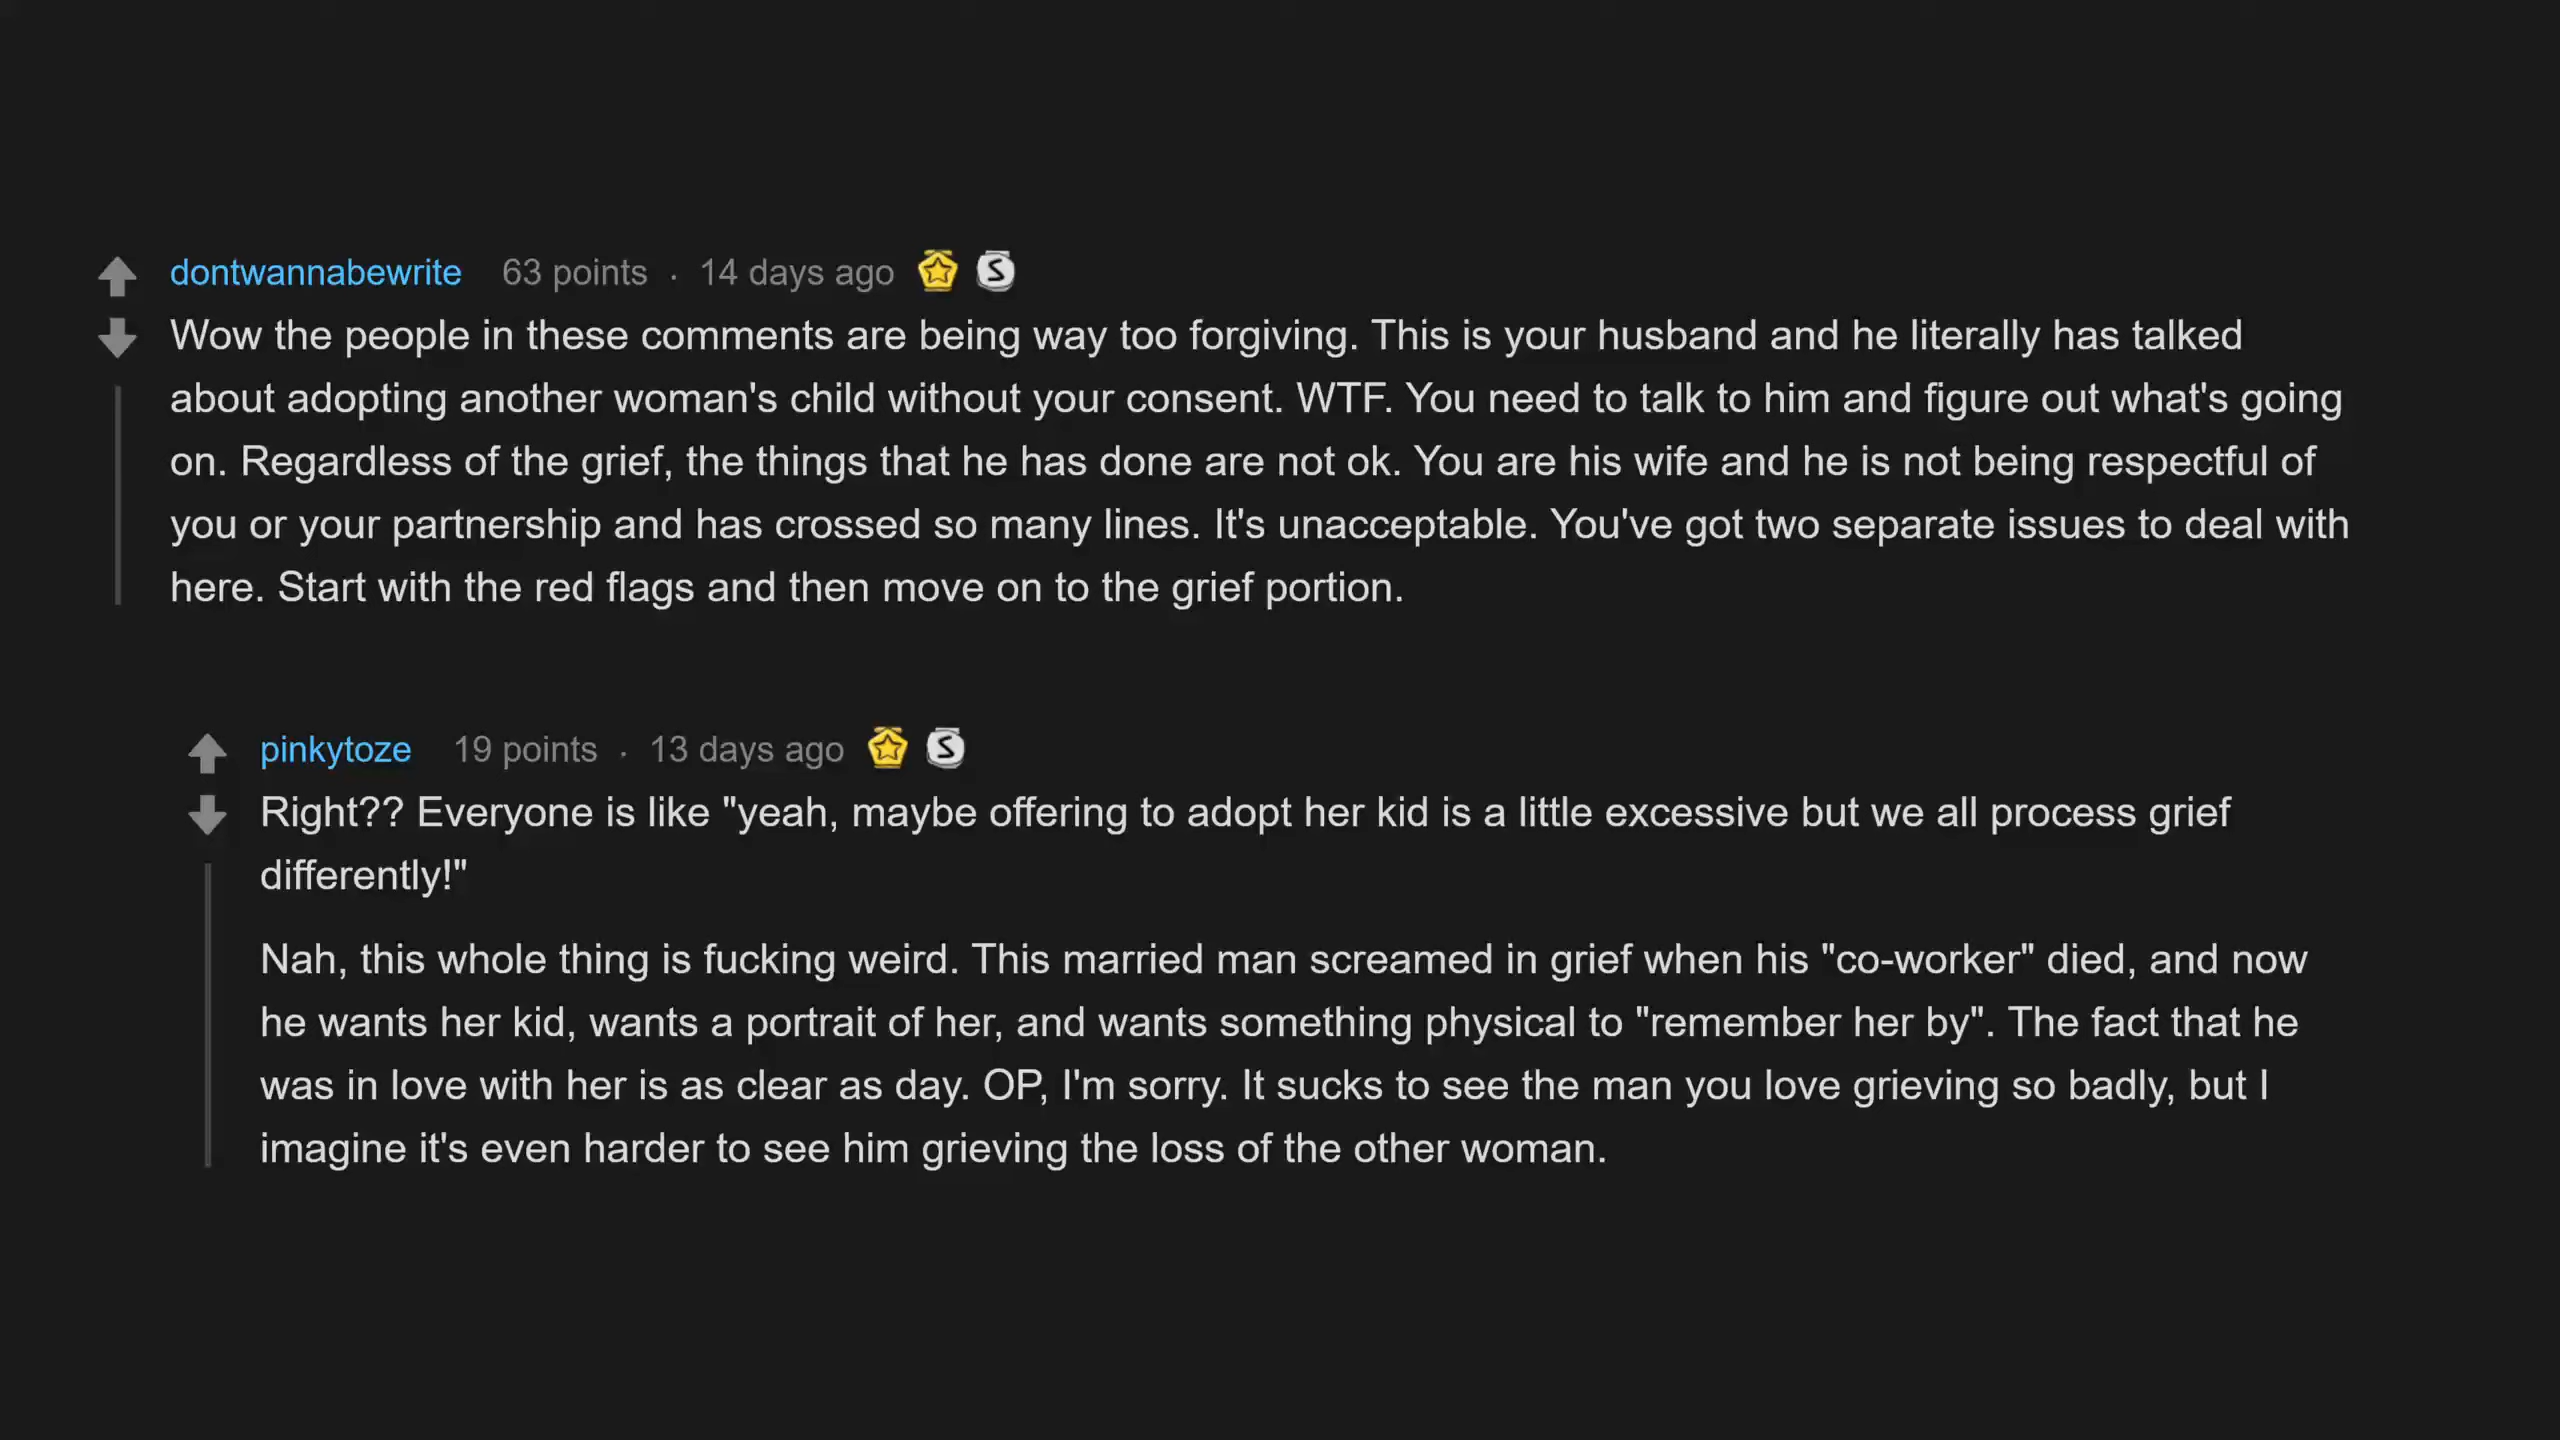 dontwannabewrite 63 points · 14 days ago
Wow the people in these comments are being way too forgiving. This is your husband and he literally has talked
about adopting another woman's child without your consent. WTF. You need to talk to him and figure out what's going
on. Regardless of the grief, the things that he has done are not ok. You are his wife and he is not being respectful of
you or your partnership and has crossed so many lines. It's unacceptable. You've got two separate issues to deal with
here. Start with the red flags and then move on to the grief portion.
pinkytoze 19 points · 13 days ago
Right?? Everyone is like "yeah, maybe offering to adopt her kid is a little excessive but we all process grief
differently!"
Nah, this whole thing is fucking weird. This married man screamed in grief when his "co-worker" died, and now
he wants her kid, wants a portrait of her, and wants something physical to "remember her by". The fact that he
was in love with her is as clear as day. OP, I'm sorry. It sucks to see the man you love grieving so badly, but I
imagine it's even harder to see him grieving the loss of the other woman.